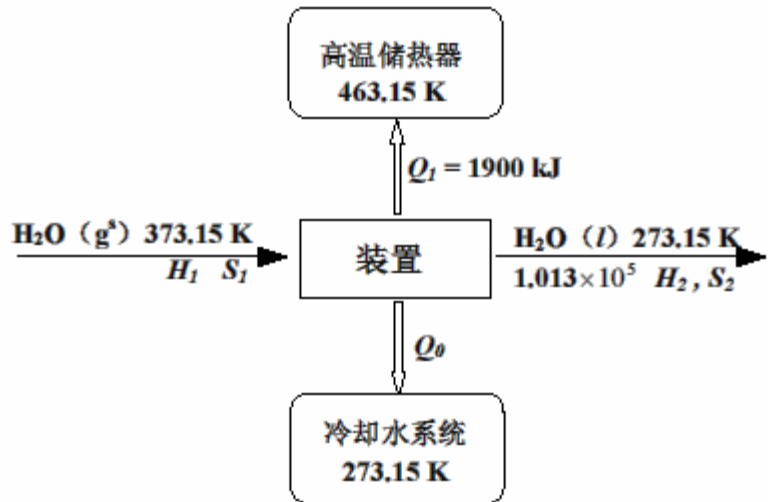 高温储热器
463.15 K
Q₁ = 1900 kJ
H₂O（gˢ）373.15 K
H₁ S₁
装置
H₂O（l）273.15 K
1.013×10⁵ H₂ , S₂
Q₀
冷却水系统
273.15 K